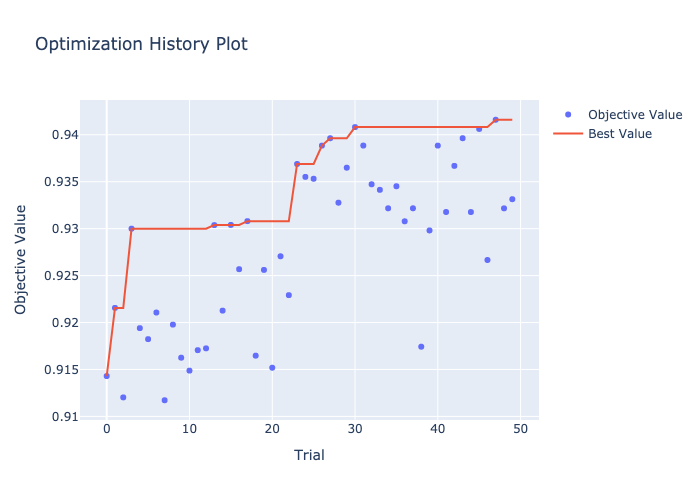 Optimization History Plot
Objective Value
Best Value
0.94
0.935
0.93
0.925
0.92
0.915
0.91
Objective Value
0
10
20
30
40
50
Trial